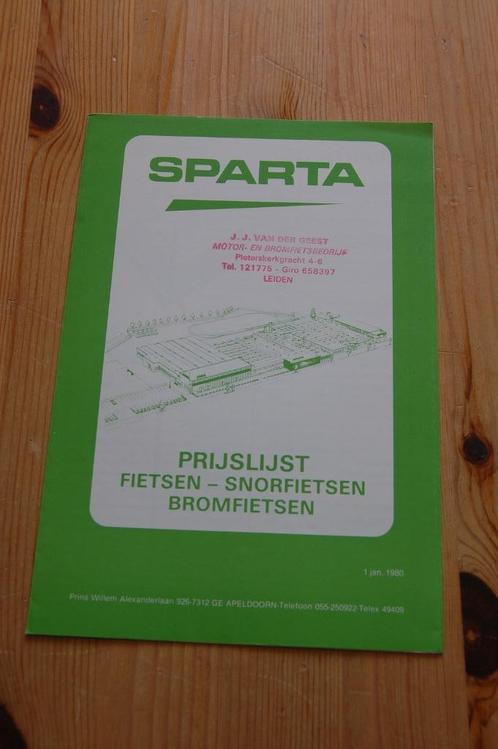 SPARTA
J. J. VAN DER GEEST
MOTOR- EN BROMFIETSBEDRIJF
Pieterskerkgracht 4-6
Tel. 121775 - Giro 658397
LEIDEN
PRIJSLIJST
FIETSEN – SNORFIETSEN
BROMFIETSEN
1 jan. 1980
Prins Willem Alexanderlaan 926-7312 GE APELDOORN-Telefoon 055-250922-Telex 49409